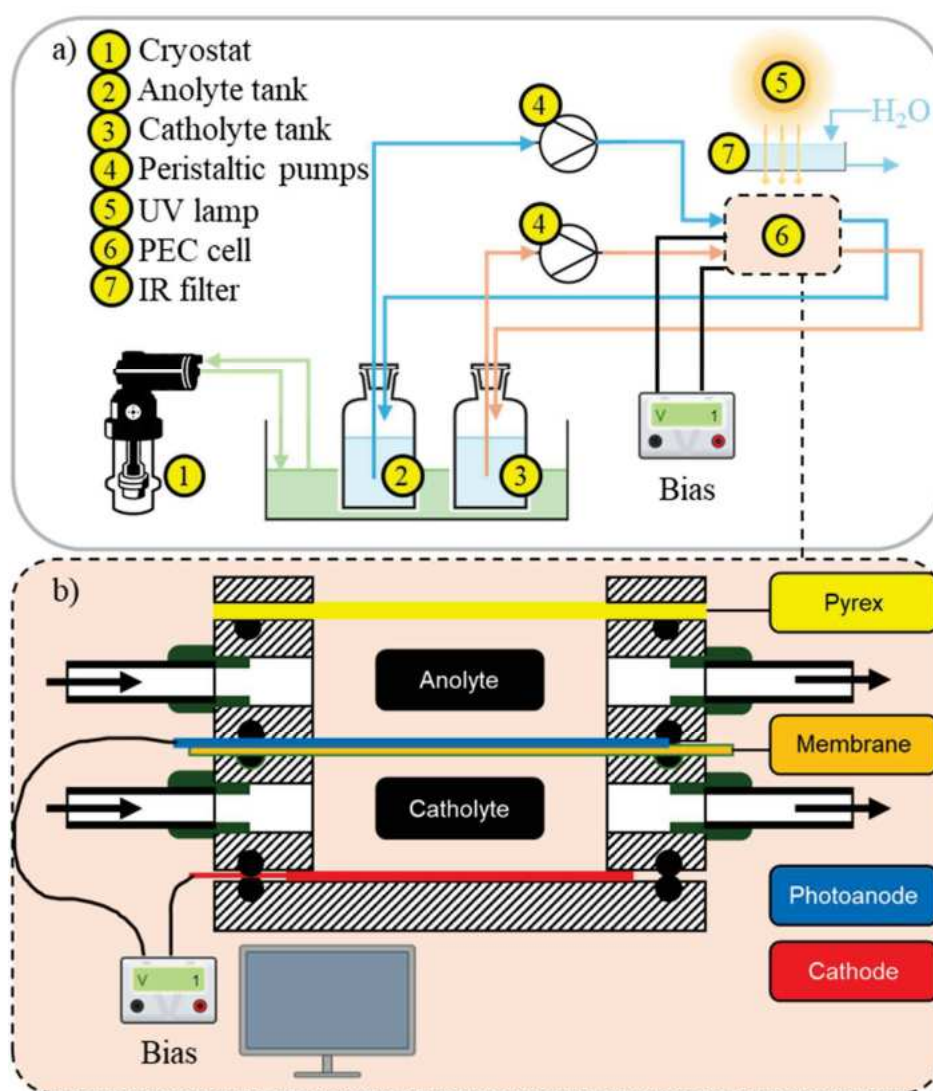 a)
1 Cryostat
2 Anolyte tank
3 Catholyte tank
4 Peristaltic pumps
5 UV lamp
6 PEC cell
7 IR filter
4
5
H₂O
7
4
6
1
2
3
V 1
Bias
b)
Pyrex
Anolyte
Membrane
Catholyte
Photoanode
Cathode
V 1
Bias